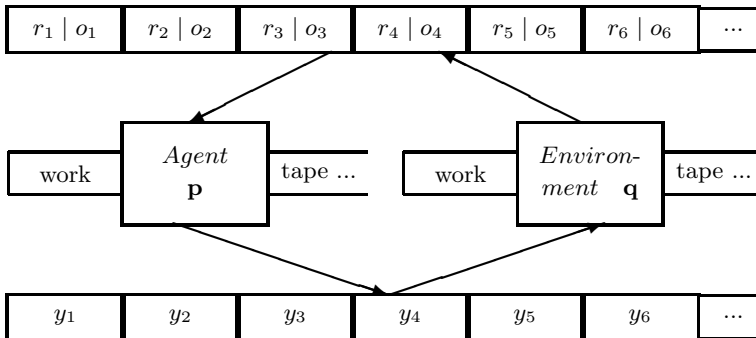 r₁ | o₁ r₂ | o₂ r₃ | o₃ r₄ | o₄ r₅ | o₅ r₆ | o₆ ...
work Agent tape ... work Environ- tape ...
p ment q
y₁ y₂ y₃ y₄ y₅ y₆ ...